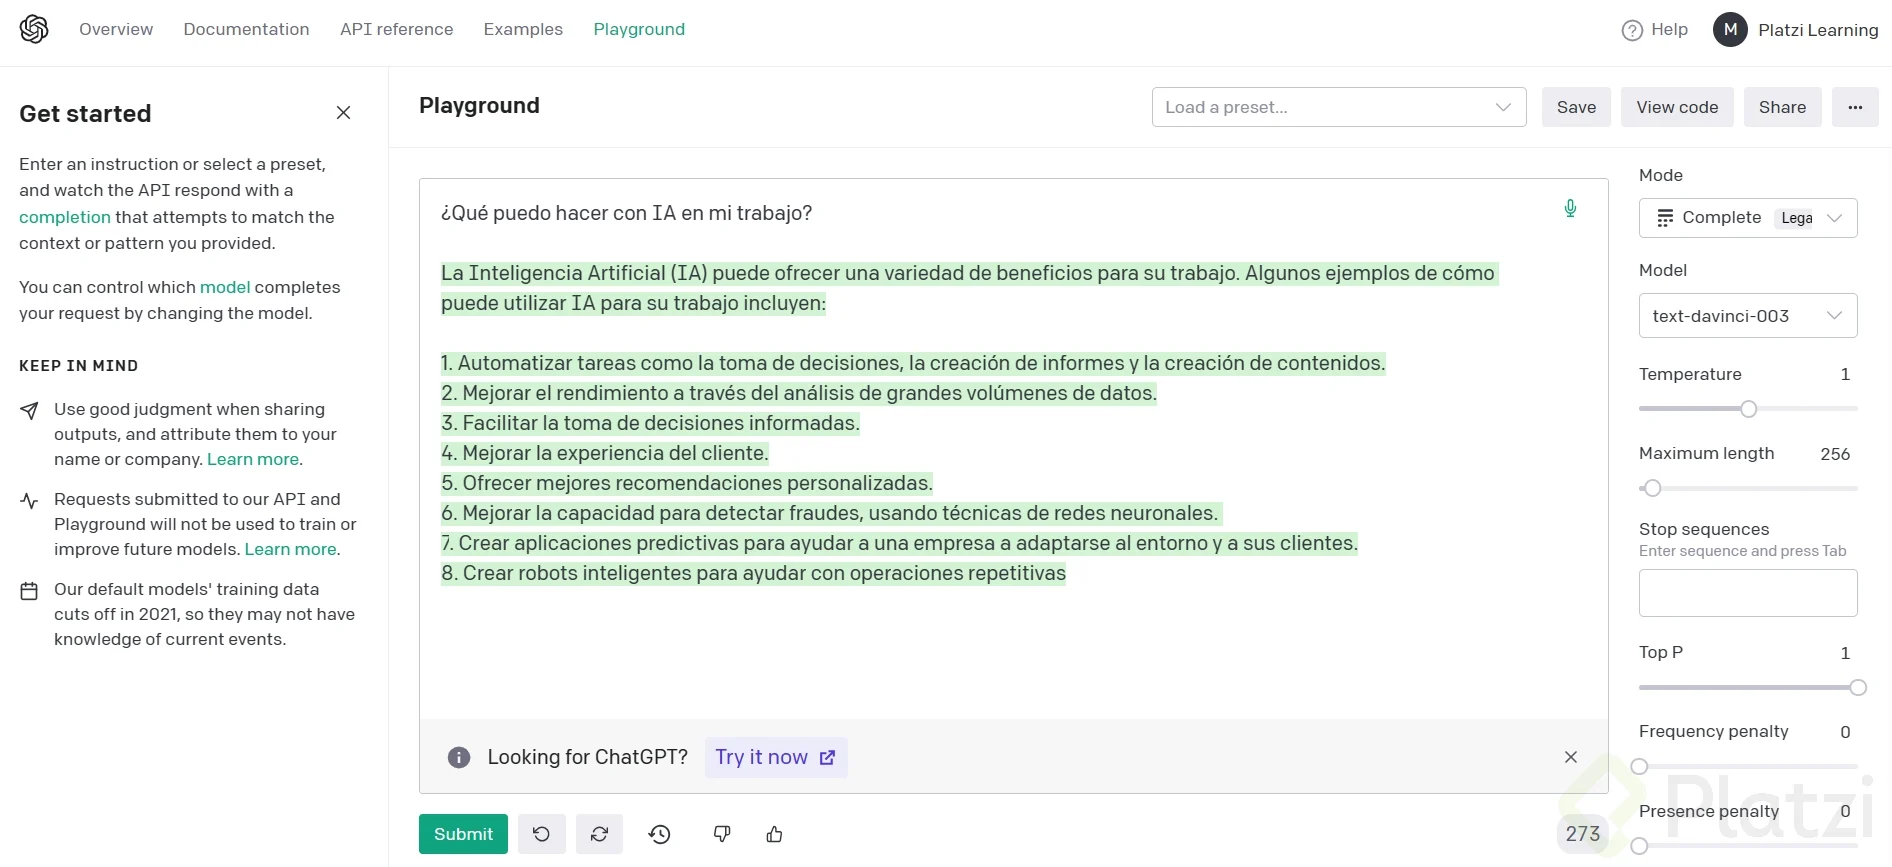 Overview Documentation API reference Examples Playground Help M Platzi Learning
Get started
Enter an instruction or select a preset,
and watch the API respond with a
completion that attempts to match the
context or pattern you provided.
You can control which model completes
your request by changing the model.
KEEP IN MIND
Use good judgment when sharing
outputs, and attribute them to your
name or company. Learn more.
Requests submitted to our API and
Playground will not be used to train or
improve future models. Learn more.
Our default models' training data
cuts off in 2021, so they may not have
knowledge of current events.
Playground
Load a preset...
Save
View code
Share
...
¿Qué puedo hacer con IA en mi trabajo?
La Inteligencia Artificial (IA) puede ofrecer una variedad de beneficios para su trabajo. Algunos ejemplos de cómo
puede utilizar IA para su trabajo incluyen:
1. Automatizar tareas como la toma de decisiones, la creación de informes y la creación de contenidos.
2. Mejorar el rendimiento a través del análisis de grandes volúmenes de datos.
3. Facilitar la toma de decisiones informadas.
4. Mejorar la experiencia del cliente.
5. Ofrecer mejores recomendaciones personalizadas.
6. Mejorar la capacidad para detectar fraudes, usando técnicas de redes neuronales.
7. Crear aplicaciones predictivas para ayudar a una empresa a adaptarse al entorno y a sus clientes.
8. Crear robots inteligentes para ayudar con operaciones repetitivas
Looking for ChatGPT? Try it now
Submit
273
Mode
Complete Lega
Model
text-davinci-003
Temperature 1
Maximum length 256
Stop sequences
Enter sequence and press Tab
Top P 1
Frequency penalty 0
Presence penalty 0
Platzi